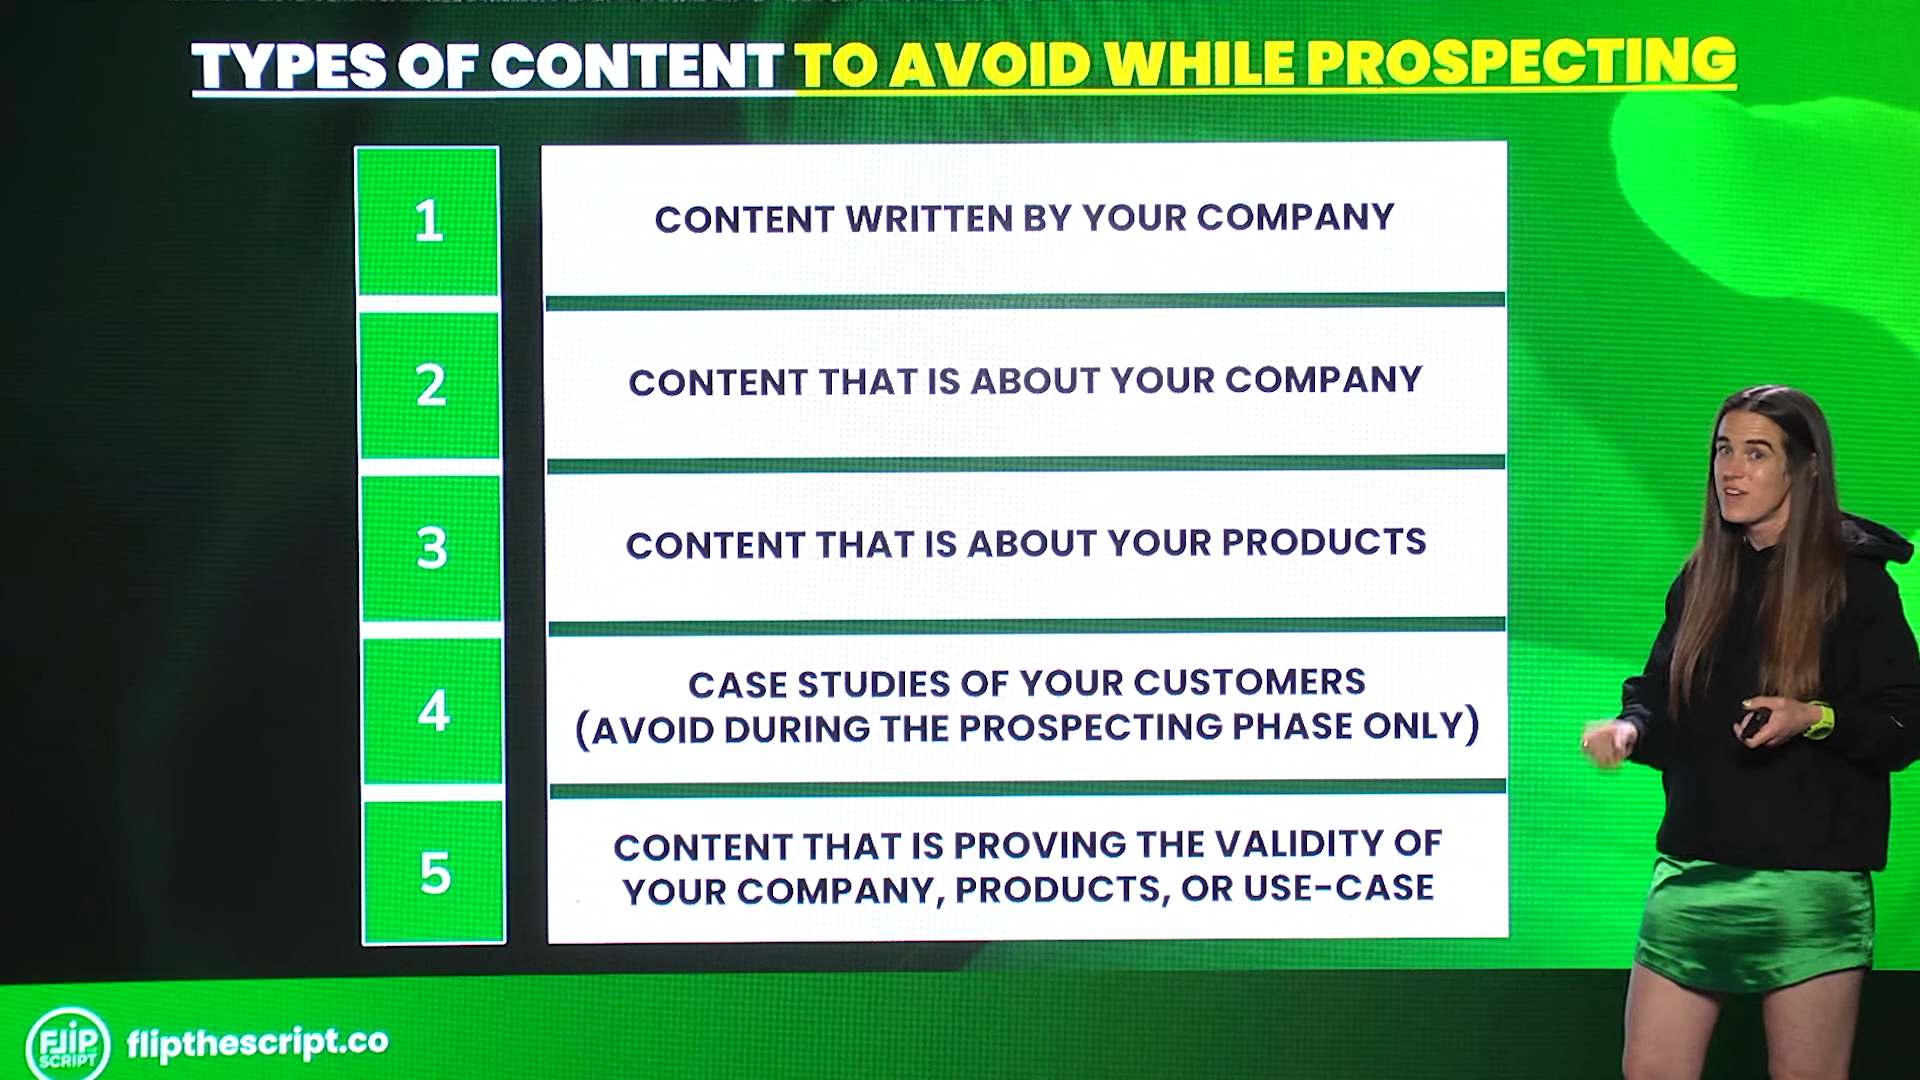 TYPES OF CONTENT TO AVOID WHILE PROSPECTING
1
CONTENT WRITTEN BY YOUR COMPANY
2
CONTENT THAT IS ABOUT YOUR COMPANY
3
CONTENT THAT IS ABOUT YOUR PRODUCTS
4
CASE STUDIES OF YOUR CUSTOMERS
(AVOID DURING THE PROSPECTING PHASE ONLY)
5
CONTENT THAT IS PROVING THE VALIDITY OF
YOUR COMPANY, PRODUCTS, OR USE-CASE
FLIP
SCRIPT
flipthescript.co